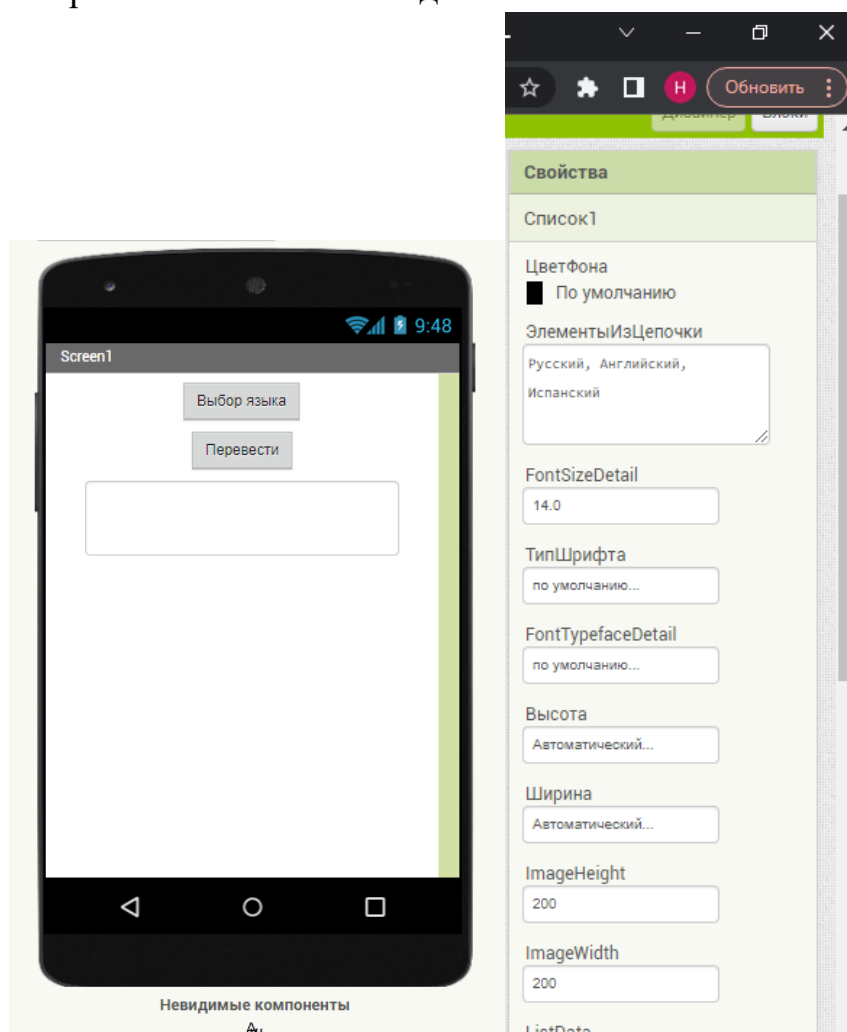 Обновить
Дизайнер Блоки
Свойства
Список1
ЦветФона
По умолчанию
ЭлементыИзЦепочки
Русский, Английский,
Испанский
FontSizeDetail
14.0
ТипШрифта
по умолчанию...
FontTypefaceDetail
по умолчанию...
Высота
Автоматический...
Ширина
Автоматический...
ImageHeight
200
ImageWidth
200
ListData
9:48
Screen1
Выбор языка
Перевести
Невидимые компоненты